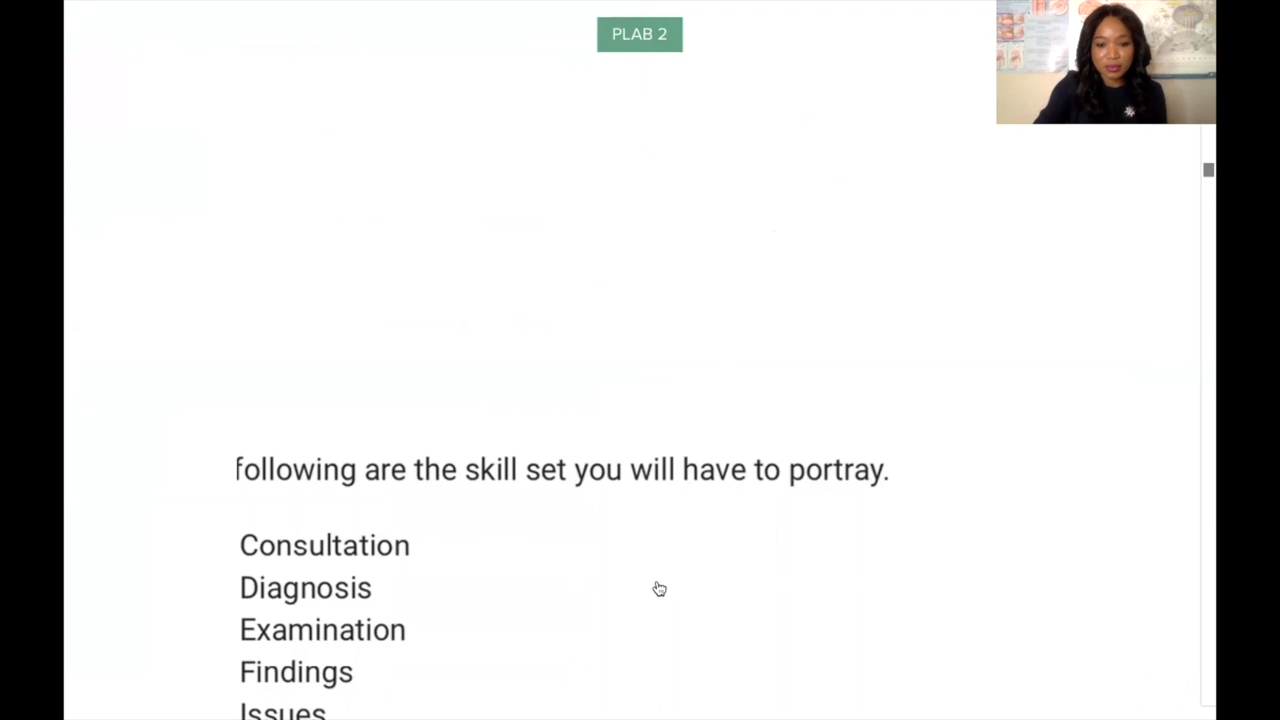 PLAB 2
following are the skill set you will have to portray.
Consultation
Diagnosis
Examination
Findings
Issues